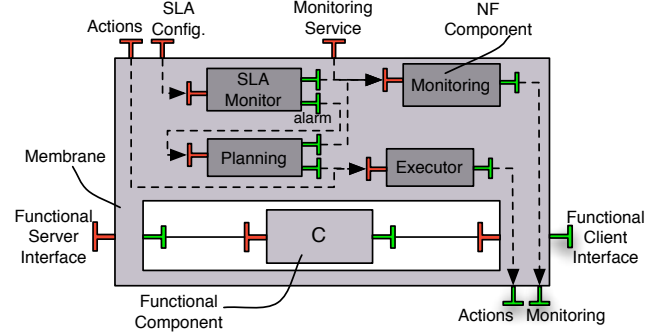 Actions
SLA
Config.
Monitoring
Service
NF
Component
SLA
Monitor
alarm
Monitoring
Planning
Executor
Membrane
Functional
Server
Interface
C
Functional
Client
Interface
Functional
Component
Actions Monitoring